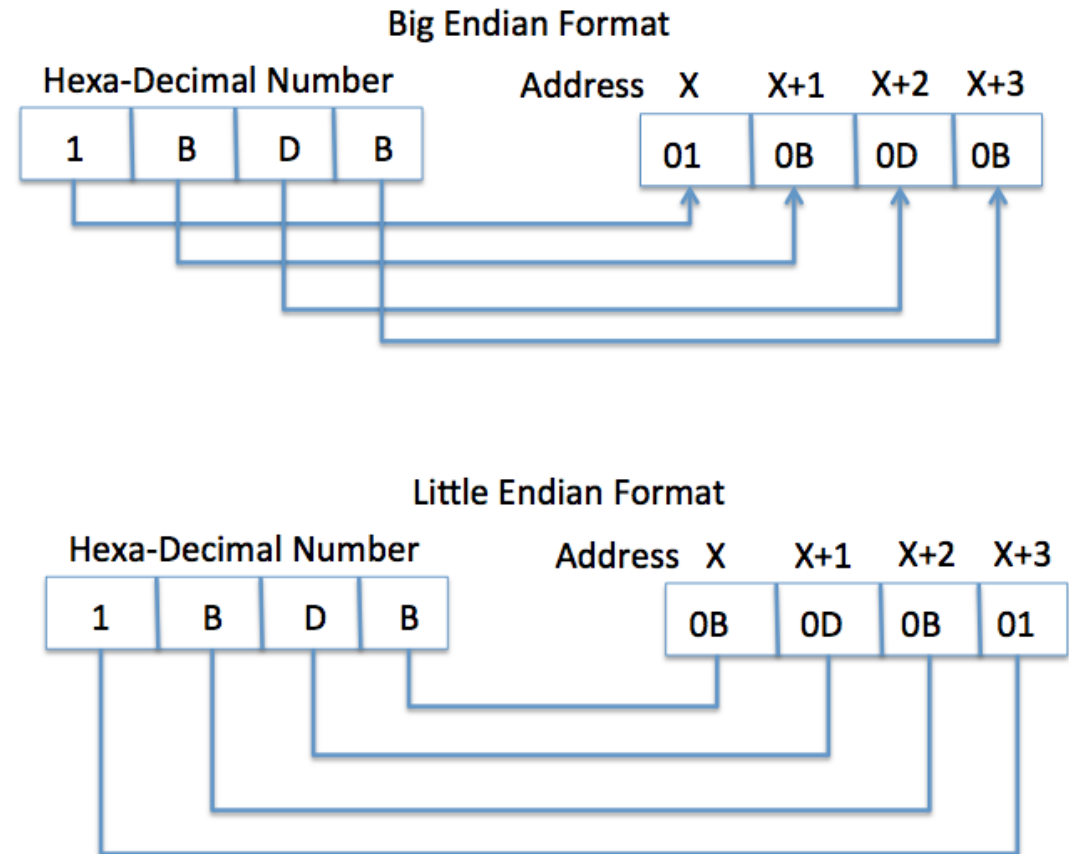 Big Endian Format
Hexa-Decimal Number
Address X X+1 X+2 X+3
1 B D B
01 0B 0D 0B
Little Endian Format
Hexa-Decimal Number
Address X X+1 X+2 X+3
1 B D B
0B 0D 0B 01